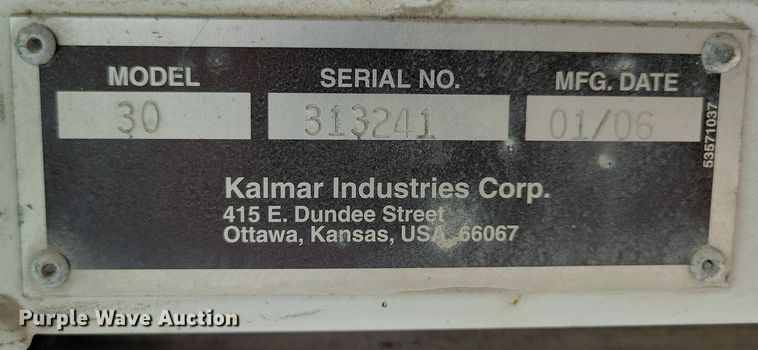 MODEL SERIAL NO. MFG. DATE
30 313241 01/06
53571037
Kalmar Industries Corp.
415 E. Dundee Street
Ottawa, Kansas, USA 66067
Purple Wave Auction